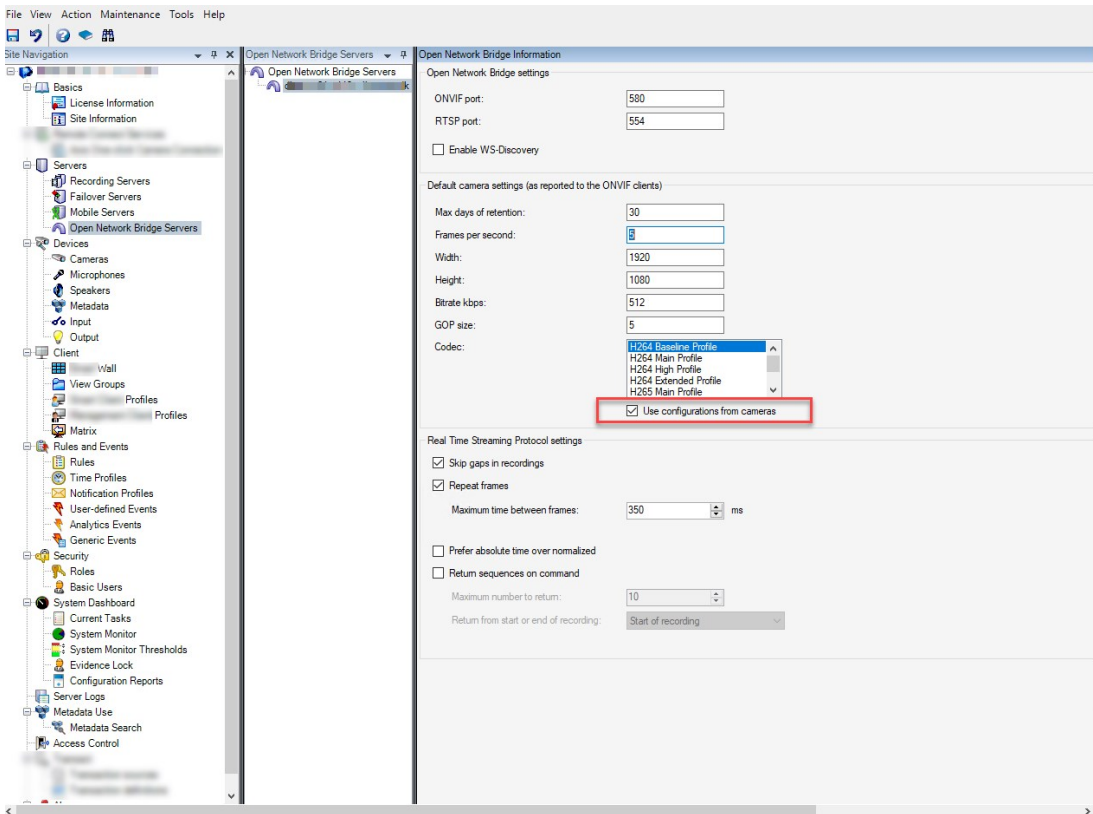 File View Action Maintenance Tools Help
Site Navigation
Basics
License Information
Site Information
Servers
Recording Servers
Failover Servers
Mobile Servers
Open Network Bridge Servers
Devices
Cameras
Microphones
Speakers
Metadata
Input
Output
Client
Wall
View Groups
Profiles
Profiles
Matrix
Rules and Events
Rules
Time Profiles
Notification Profiles
User-defined Events
Analytics Events
Generic Events
Security
Roles
Basic Users
System Dashboard
Current Tasks
System Monitor
System Monitor Thresholds
Evidence Lock
Configuration Reports
Server Logs
Metadata Use
Metadata Search
Access Control
Open Network Bridge Servers
Open Network Bridge Servers
Open Network Bridge Information
Open Network Bridge settings
ONVIF port: 580
RTSP port: 554
Enable WS-Discovery
Default camera settings (as reported to the ONVIF clients)
Max days of retention: 30
Frames per second: 5
Width: 1920
Height: 1080
Bitrate kbps: 512
GOP size: 5
Codec: H264 Baseline Profile
H264 Main Profile
H264 High Profile
H264 Extended Profile
H265 Main Profile
Use configurations from cameras
Real Time Streaming Protocol settings
Skip gaps in recordings
Repeat frames
Maximum time between frames: 350 ms
Prefer absolute time over normalized
Return sequences on command
Maximum number to return: 10
Return from start or end of recording: Start of recording